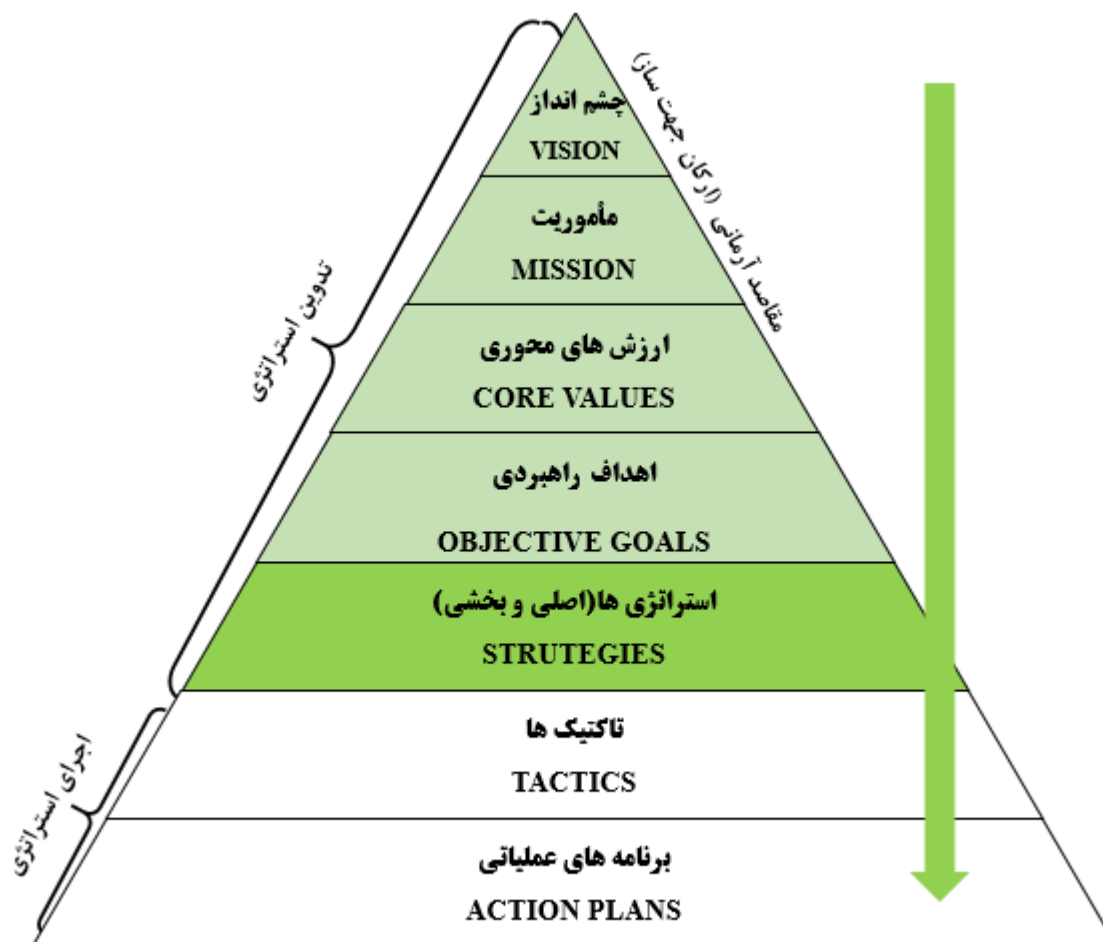 چشم انداز
VISION
مأموریت
MISSION
ارزش های محوری
CORE VALUES
اهداف راهبردی
OBJECTIVE GOALS
استراتژی ها(اصلی و بخشی)
STRUTEGIES
تاکتیک ها
TACTICS
برنامه های عملیاتی
ACTION PLANS
مقاصد آرمانی (ارکان جهت ساز)
تدوین استراتژی
اجرای استراتژی